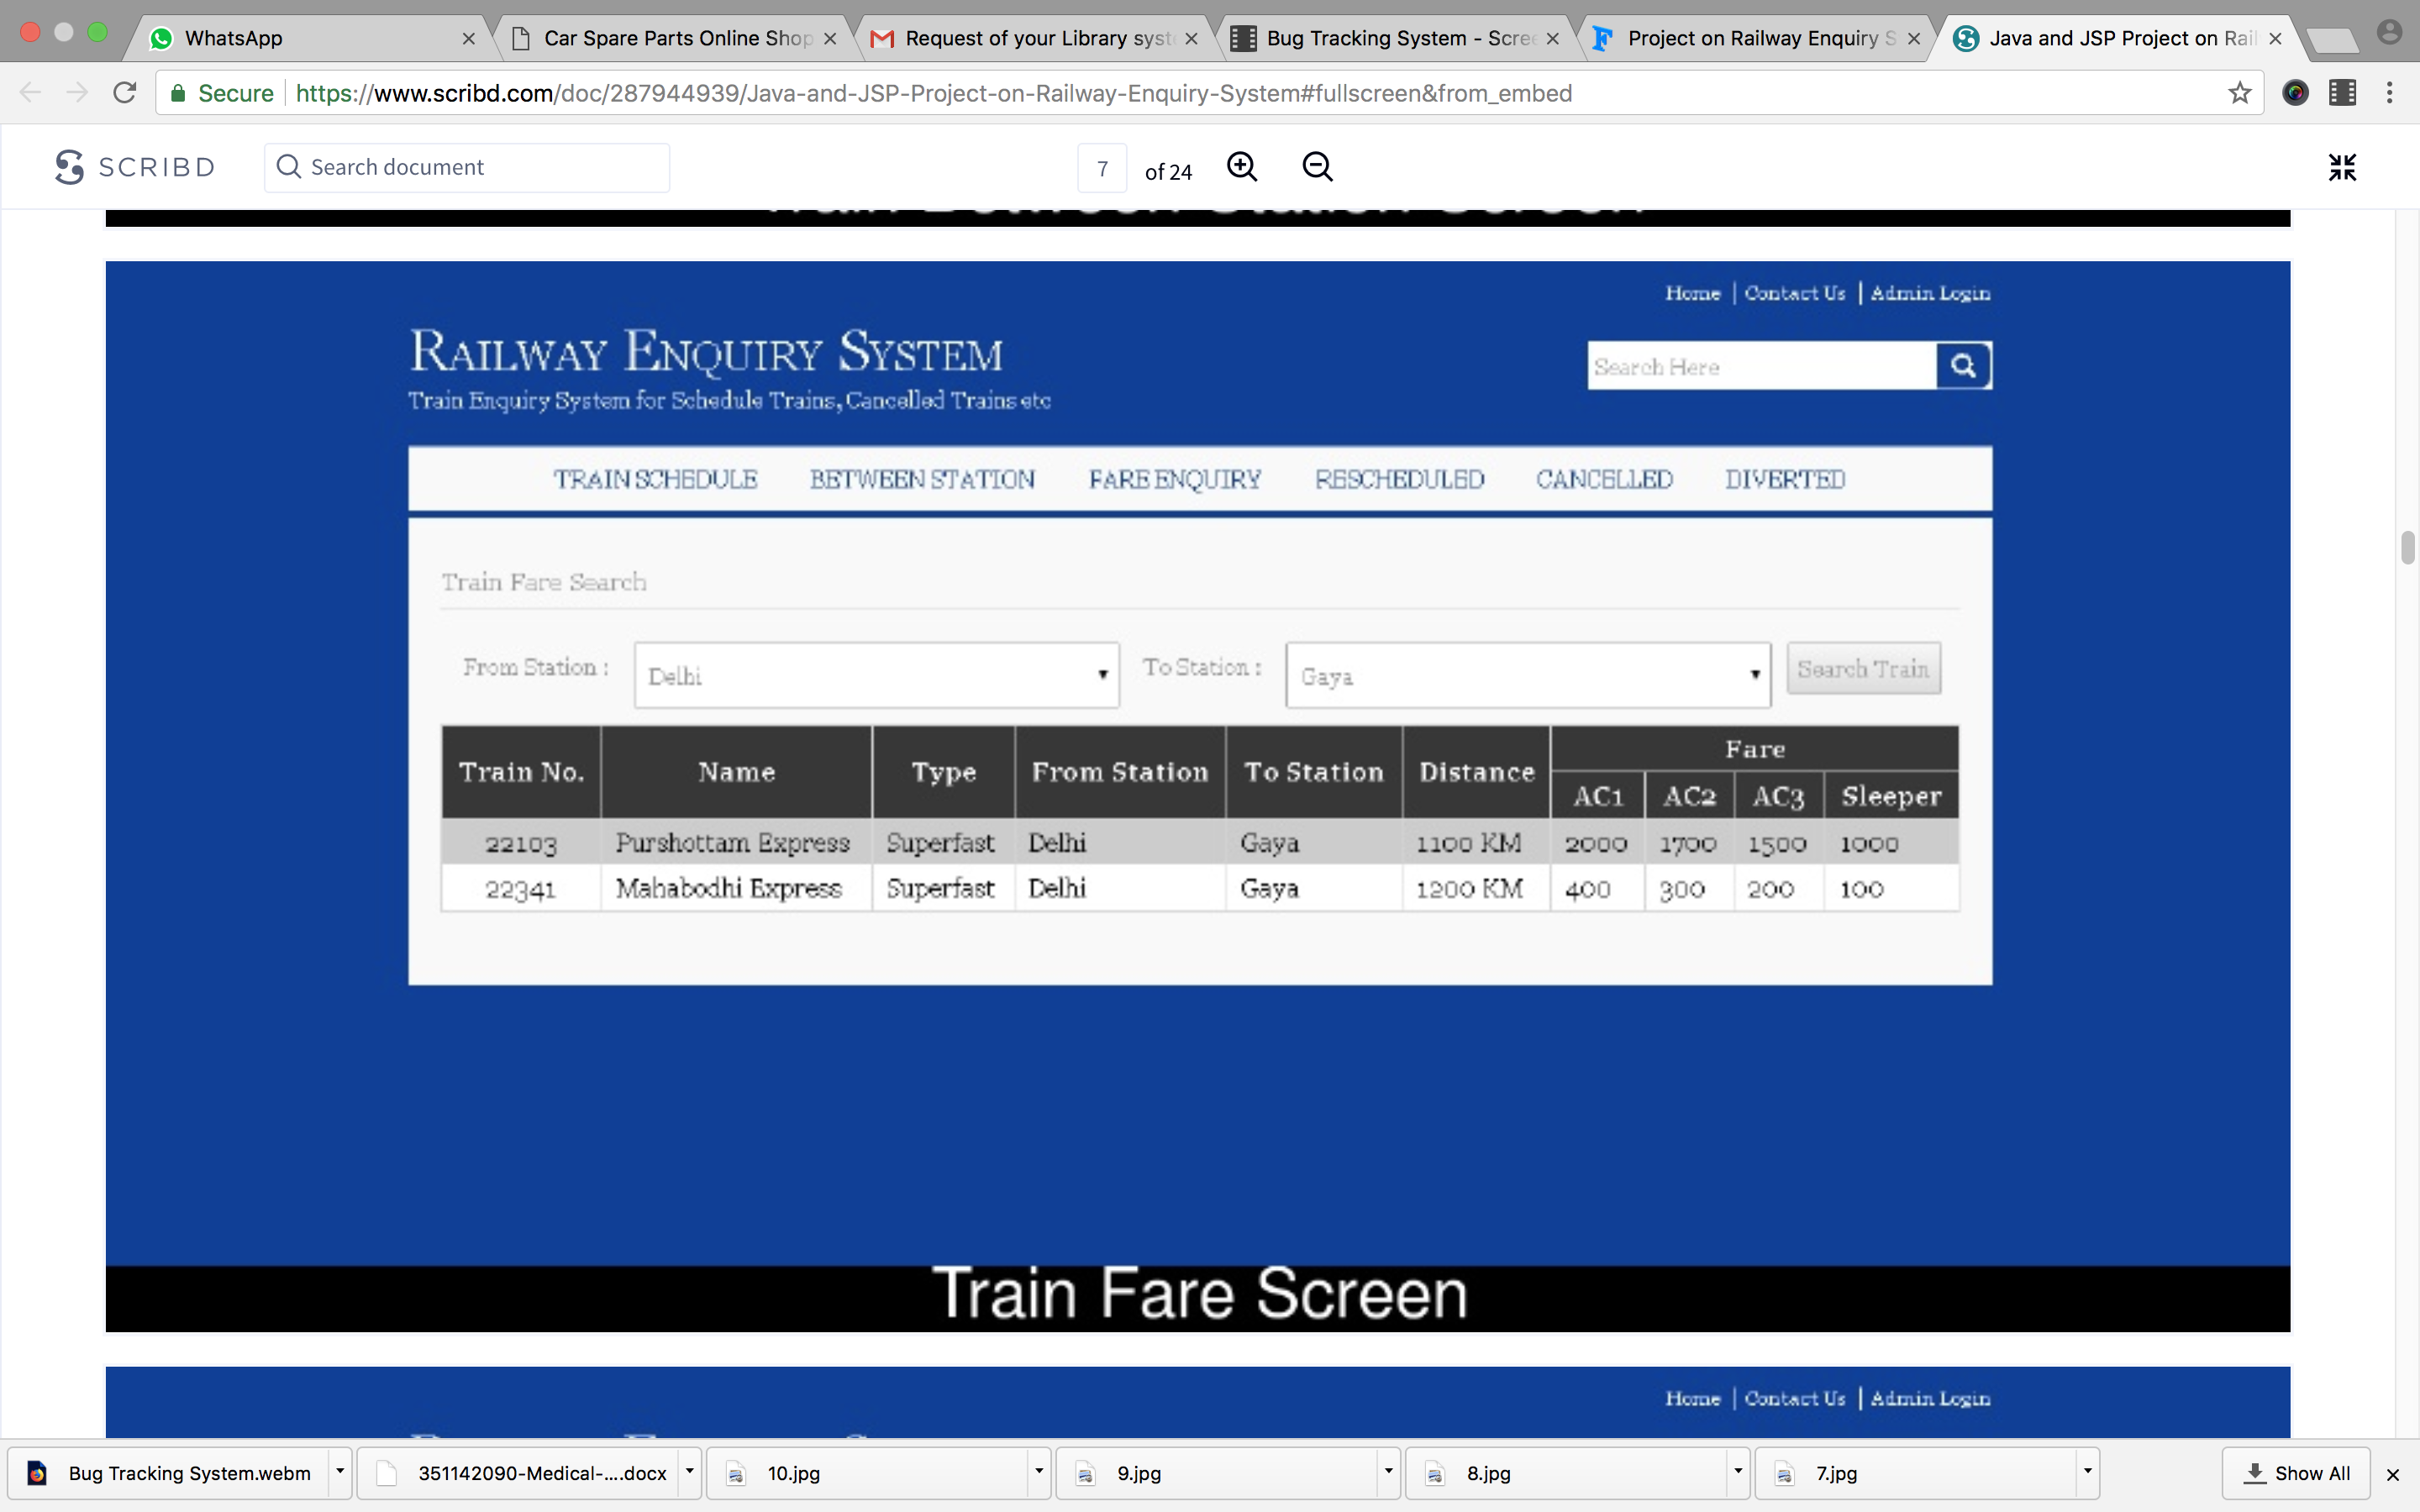 WhatsApp
Car Spare Parts Online Shop
Request of your Library syst
Bug Tracking System - Scree
Project on Railway Enquiry S
Java and JSP Project on Rail
Secure https://www.scribd.com/doc/287944939/Java-and-JSP-Project-on-Railway-Enquiry-System#fullscreen&from_embed
SCRIBD Search document 7 of 24
Train Between Station Screen
Home | Contact Us | Admin Login
RAILWAY ENQUIRY SYSTEM
Search Here
Train Enquiry System for Schedule Trains, Cancelled Trains etc
TRAIN SCHEDULE BETWEEN STATION FARE ENQUIRY RESCHEDULED CANCELLED DIVERTED
Train Fare Search
From Station : Delhi To Station : Gaya Search Train
Train No. Name Type From Station To Station Distance Fare
AC1 AC2 AC3 Sleeper
22103 Purshottam Express Superfast Delhi Gaya 1100 KM 2000 1700 1500 1000
22341 Mahabodhi Express Superfast Delhi Gaya 1200 KM 400 300 200 100
Train Fare Screen
Home | Contact Us | Admin Login
Bug Tracking System.webm 351142090-Medical-....docx 10.jpg 9.jpg 8.jpg 7.jpg Show All